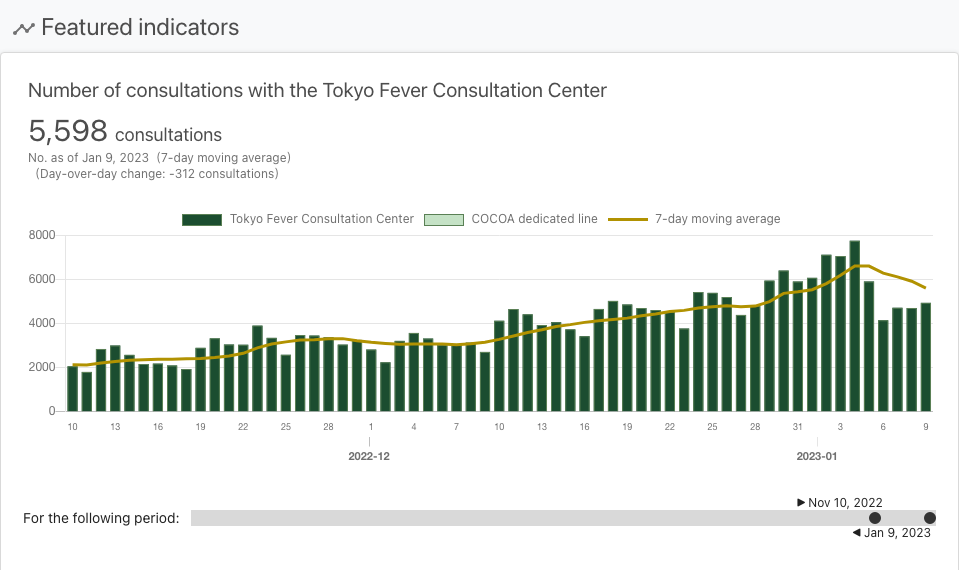 Featured indicators
Number of consultations with the Tokyo Fever Consultation Center
5,598 consultations
No. as of Jan 9, 2023 (7-day moving average)
(Day-over-day change: -312 consultations)
Tokyo Fever Consultation Center COCOA dedicated line 7-day moving average
8000
6000
4000
2000
0
10 13 16 19 22 25 28 1 4 7 10 13 16 19 22 25 28 31 3 6 9
2022-12 2023-01
Nov 10, 2022
For the following period:
Jan 9, 2023